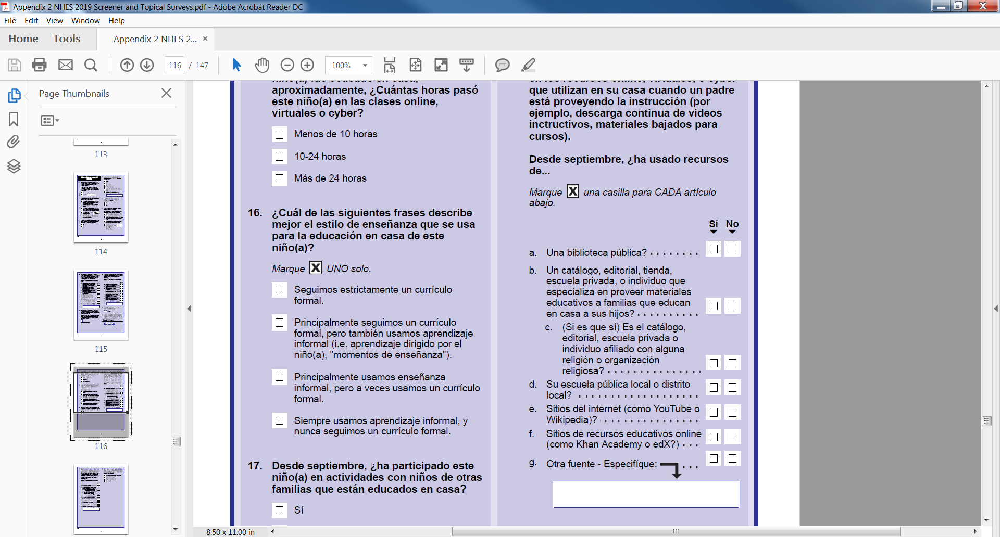 Appendix 2 NHES 2019 Screener and Topical Surveys.pdf - Adobe Acrobat Reader DC
File Edit View Window Help
Home Tools Appendix 2 NHES 2... ×
116 / 147 100%
Page Thumbnails
113
114
115
116
aproximadamente, ¿Cuántas horas pasó
este niño(a) en las clases online,
virtuales o cyber?
Menos de 10 horas
10-24 horas
Más de 24 horas
16. ¿Cuál de las siguientes frases describe
mejor el estilo de enseñanza que se usa
para la educación en casa de este
niño(a)?
Marque X UNO solo.
Seguimos estrictamente un currículo
formal.
Principalmente seguimos un currículo
formal, pero también usamos aprendizaje
informal (i.e. aprendizaje dirigido por el
niño(a), "momentos de enseñanza").
Principalmente usamos enseñanza
informal, pero a veces usamos un currículo
formal.
Siempre usamos aprendizaje informal, y
nunca seguimos un currículo formal.
17. Desde septiembre, ¿ha participado este
niño(a) en actividades con niños de otras
familias que están educados en casa?
Sí
en los recursos online, virtuales, o cyber
que utilizan en su casa cuando un padre
está proveyendo la instrucción (por
ejemplo, descarga continua de videos
inctructivos, materiales bajados para
cursos).
Desde septiembre, ¿ha usado recursos
de...
Marque X una casilla para CADA artículo
abajo.
Sí No
a. Una biblioteca pública? . . . . . . . .
b. Un catálogo, editorial, tienda,
escuela privada, o individuo que
especializa en proveer materiales
educativos a familias que educan
en casa a sus hijos? . . . . . . . . . .
c. (Si es que sí) Es el catálogo,
editorial, escuela privada o
individuo afiliado con alguna
religión o organización
religiosa? . . . . . . . . . . . . . . .
d. Su escuela pública local o distrito
local? . . . . . . . . . . . . . . . . . . .
e. Sitios del internet (como YouTube o
Wikipedia)? . . . . . . . . . . . . . . . .
f. Sitios de recursos educativos online
(como Khan Academy o edX?) . . .
g. Otra fuente - Especifíque: . . .
8.50 x 11.00 in